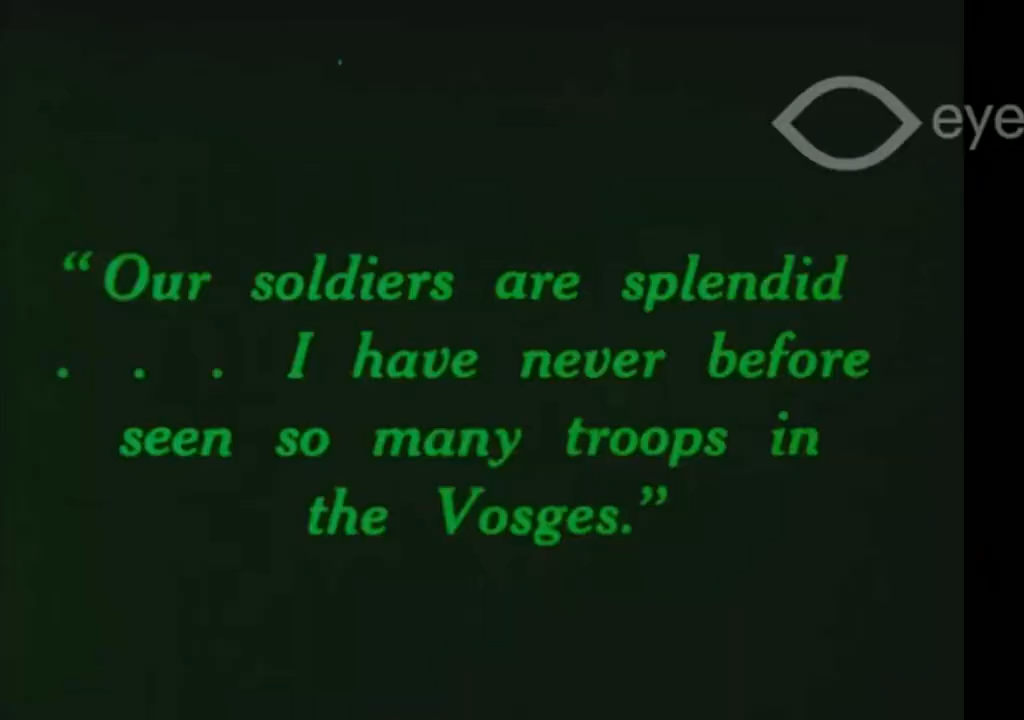 eye
“Our soldiers are splendid
. . . I have never before
seen so many troops in
the Vosges.”